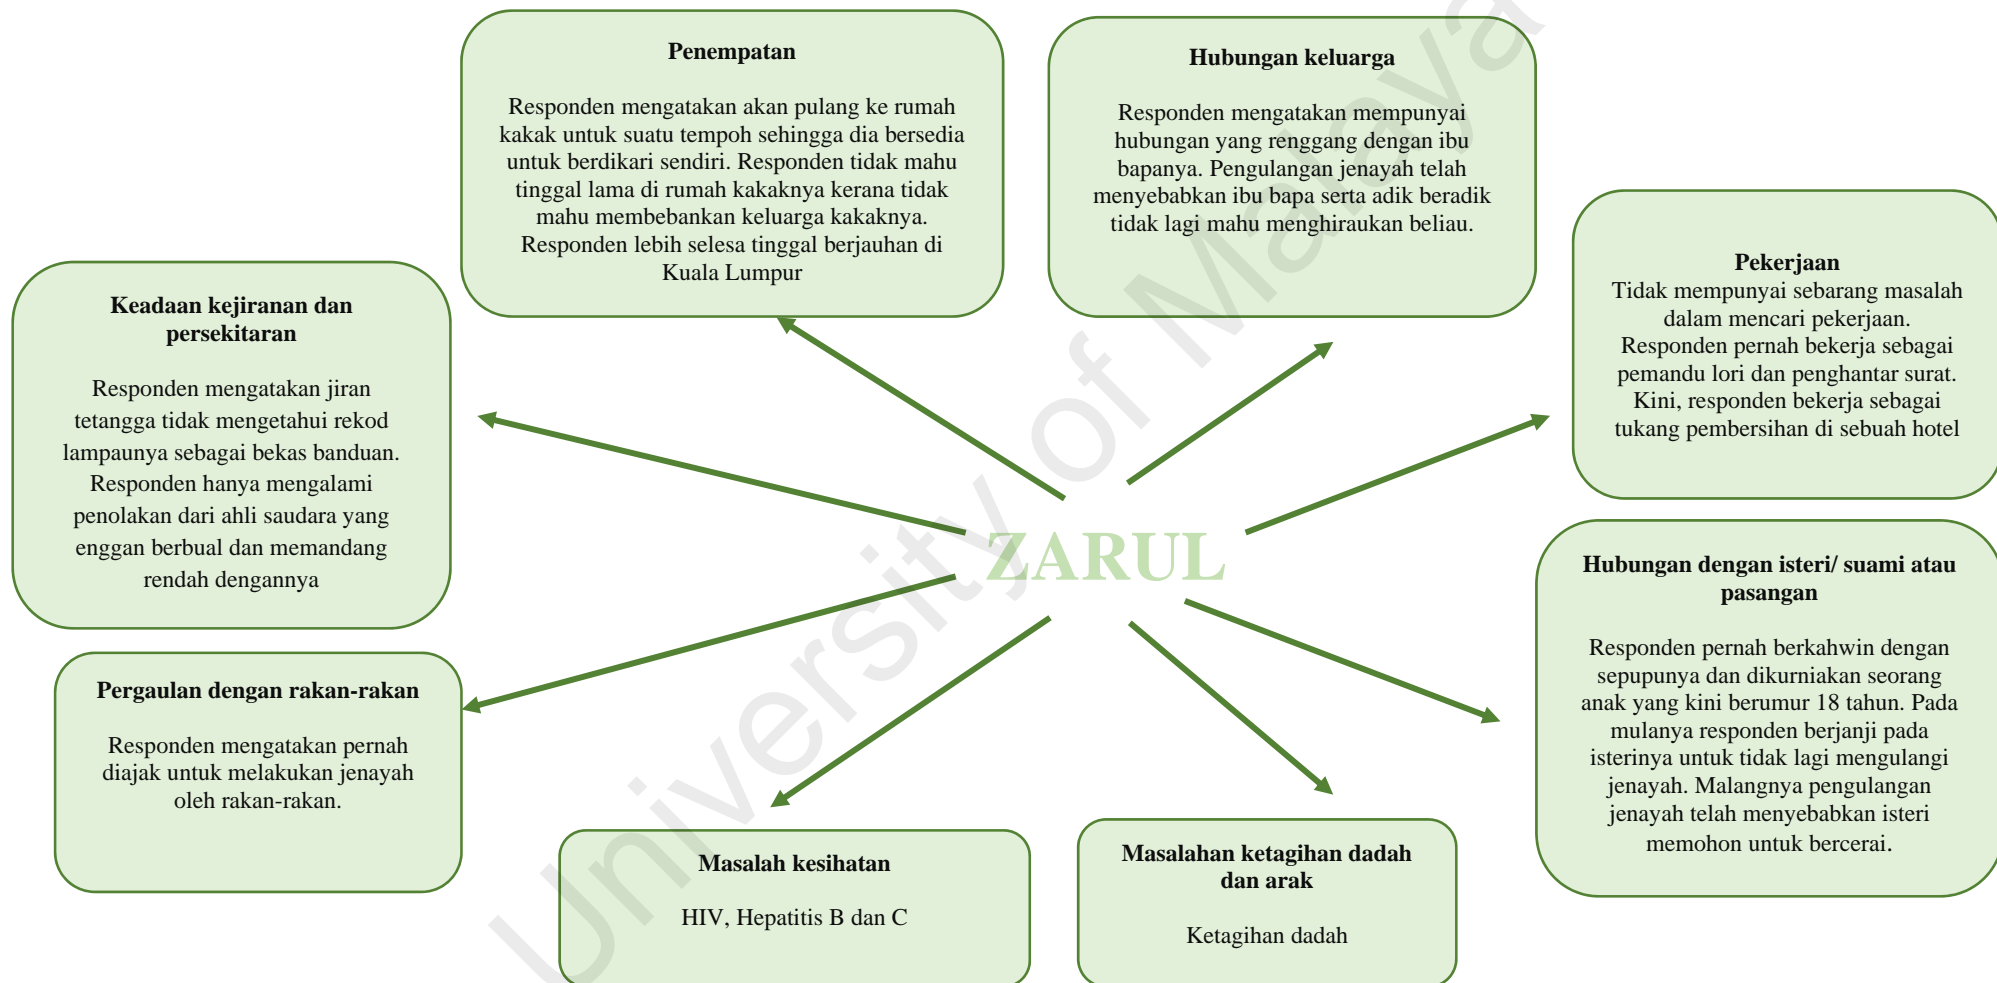 Penempatan
Responden mengatakan akan pulang ke rumah
kakak untuk suatu tempoh sehingga dia bersedia
untuk berdikari sendiri. Responden tidak mahu
tinggal lama di rumah kakaknya kerana tidak
mahu membebankan keluarga kakaknya.
Responden lebih selesa tinggal berjauhan di
Kuala Lumpur
Hubungan keluarga
Responden mengatakan mempunyai
hubungan yang renggang dengan ibu
bapanya. Pengulangan jenayah telah
menyebabkan ibu bapa serta adik beradik
tidak lagi mahu menghiraukan beliau.
Keadaan kejiranan dan
persekitaran
Responden mengatakan jiran
tetangga tidak mengetahui rekod
lampaunya sebagai bekas banduan.
Responden hanya mengalami
penolakan dari ahli saudara yang
enggan berbual dan memandang
rendah dengannya
Pekerjaan
Tidak mempunyai sebarang masalah
dalam mencari pekerjaan.
Responden pernah bekerja sebagai
pemandu lori dan penghantar surat.
Kini, responden bekerja sebagai
tukang pembersihan di sebuah hotel
ZARUL
Hubungan dengan isteri/ suami atau
pasangan
Responden pernah berkahwin dengan
sepupunya dan dikurniakan seorang
anak yang kini berumur 18 tahun. Pada
mulanya responden berjanji pada
isterinya untuk tidak lagi mengulangi
jenayah. Malangnya pengulangan
jenayah telah menyebabkan isteri
memohon untuk bercerai.
Pergaulan dengan rakan-rakan
Responden mengatakan pernah
diajak untuk melakukan jenayah
oleh rakan-rakan.
Masalah kesihatan
HIV, Hepatitis B dan C
Masalahan ketagihan dadah
dan arak
Ketagihan dadah
University of Malaya